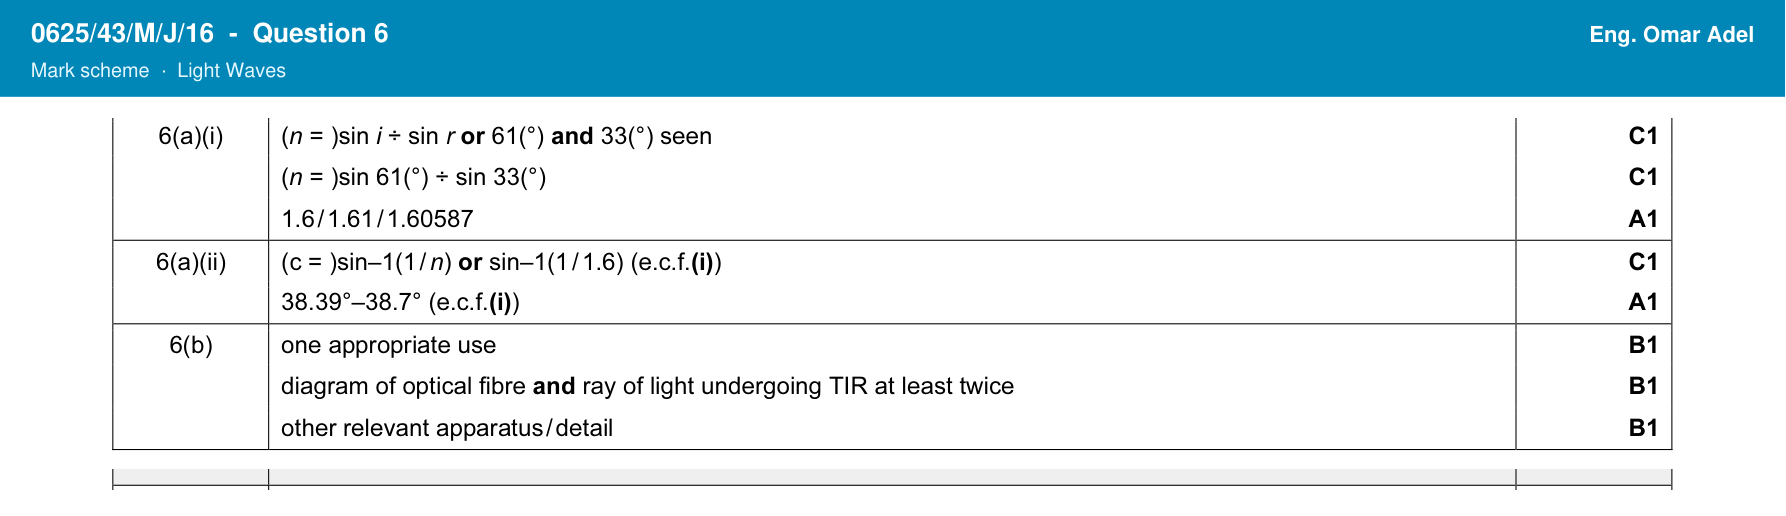 0625/43/M/J/16 - Question 6
Eng. Omar Adel
Mark scheme · Light Waves
6(a)(i) (n = )sin i ÷ sin r or 61(°) and 33(°) seen C1
(n = )sin 61(°) ÷ sin 33(°) C1
1.6/1.61/1.60587 A1
6(a)(ii) (c = )sin–1(1/n) or sin–1(1/1.6) (e.c.f.(i)) C1
38.39°–38.7° (e.c.f.(i)) A1
6(b) one appropriate use B1
diagram of optical fibre and ray of light undergoing TIR at least twice B1
other relevant apparatus/detail B1